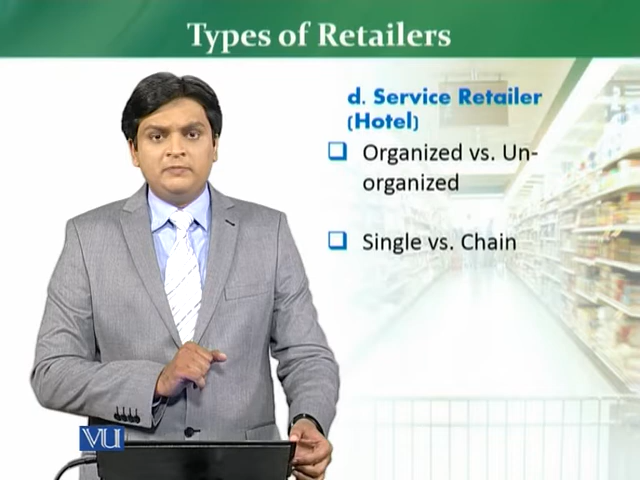 Types of Retailers
d. Service Retailer
(Hotel)
Organized vs. Un-
organized
Single vs. Chain
VU